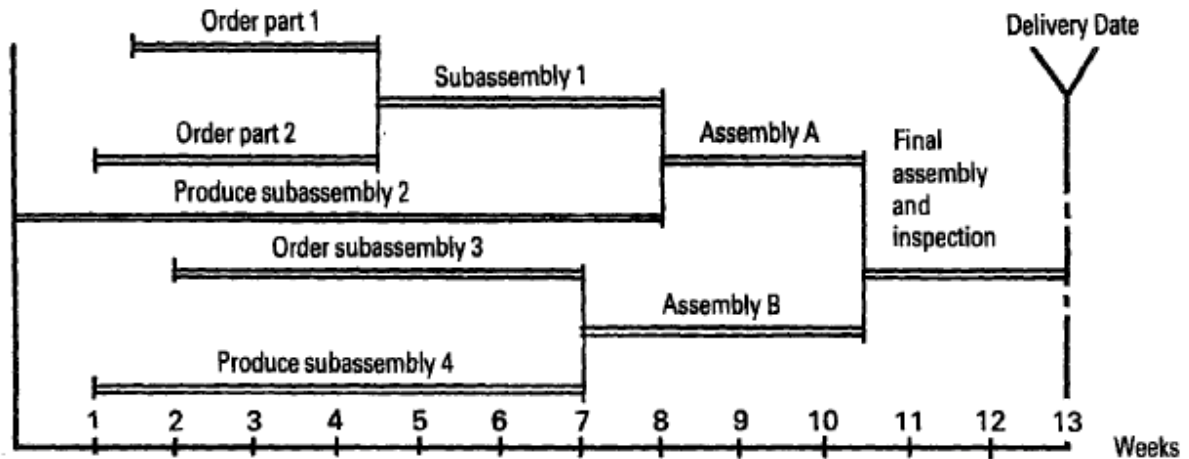 Order part 1
Delivery Date
Subassembly 1
Order part 2
Assembly A
Final
assembly
and
inspection
Produce subassembly 2
Order subassembly 3
Assembly B
Produce subassembly 4
1 2 3 4 5 6 7 8 9 10 11 12 13
Weeks